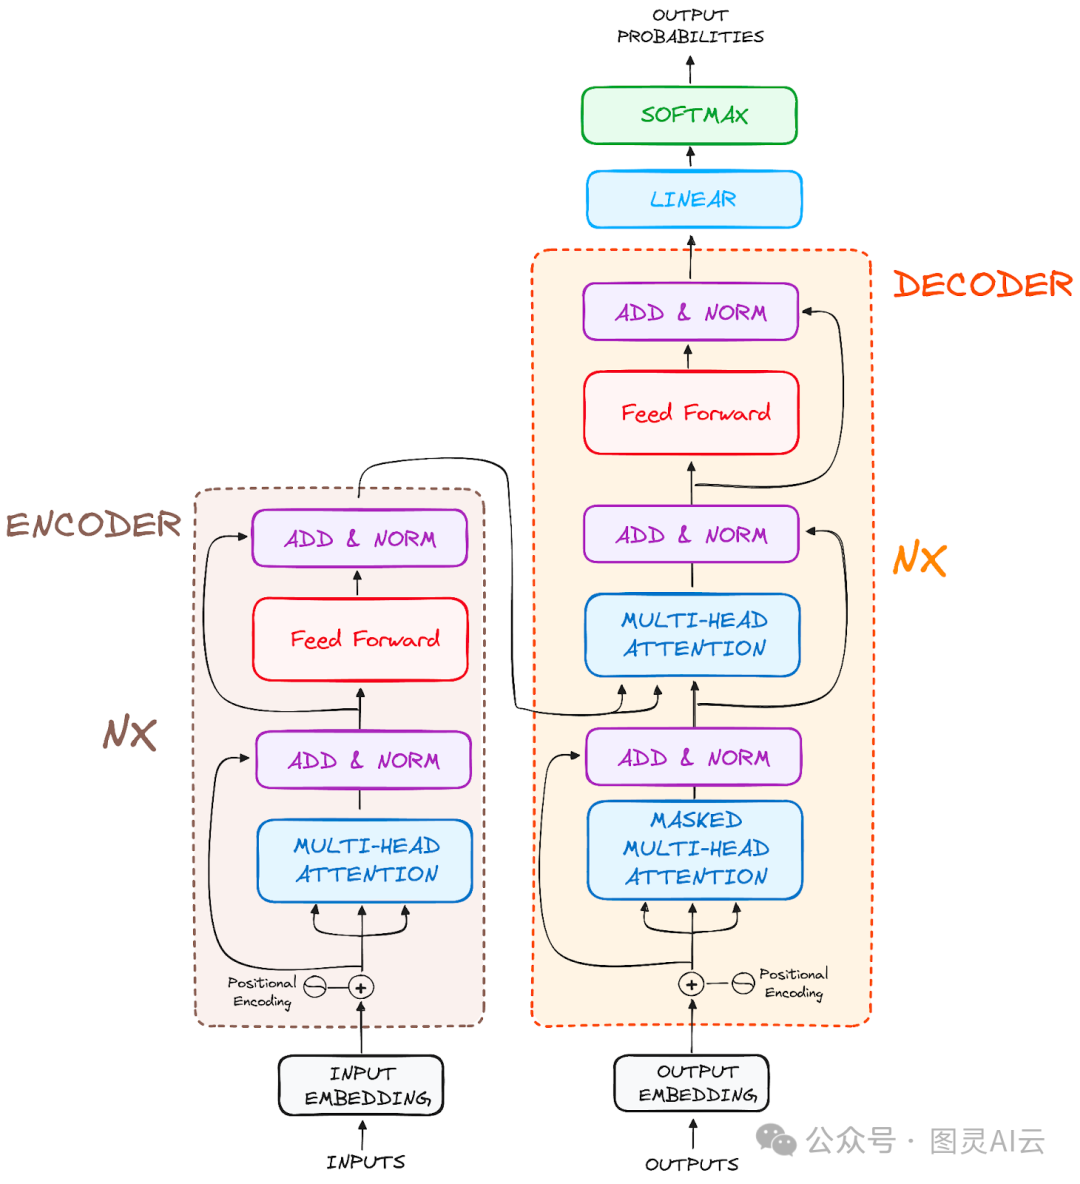 OUTPUT
PROBABILITIES
SOFTMAX
LINEAR
DECODER
ADD & NORM
Feed Forward
ADD & NORM
NX
MULTI-HEAD
ATTENTION
ADD & NORM
MASKED
MULTI-HEAD
ATTENTION
Positional
Encoding
OUTPUT
EMBEDDING
OUTPUTS
ENCODER
ADD & NORM
Feed Forward
NX
ADD & NORM
MULTI-HEAD
ATTENTION
Positional
Encoding
INPUT
EMBEDDING
INPUTS
公众号 · 图灵AI云